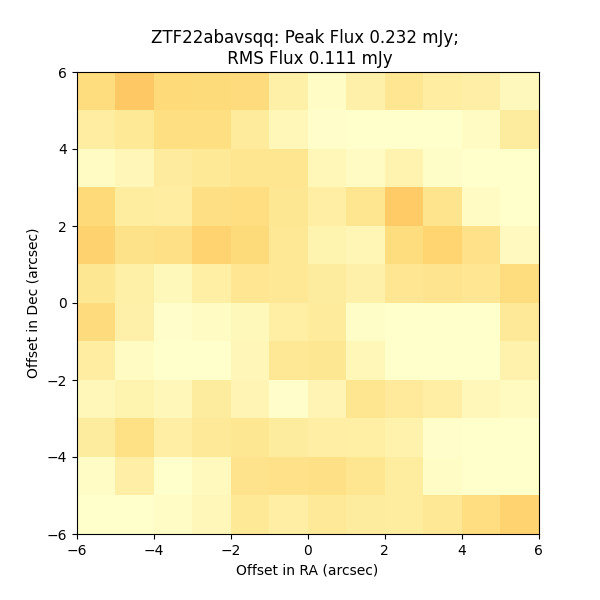 ZTF22abavsqq: Peak Flux 0.232 mJy;
RMS Flux 0.111 mJy
6
4
2
0
−2
−4
−6
Offset in Dec (arcsec)
−6 −4 −2 0 2 4 6
Offset in RA (arcsec)